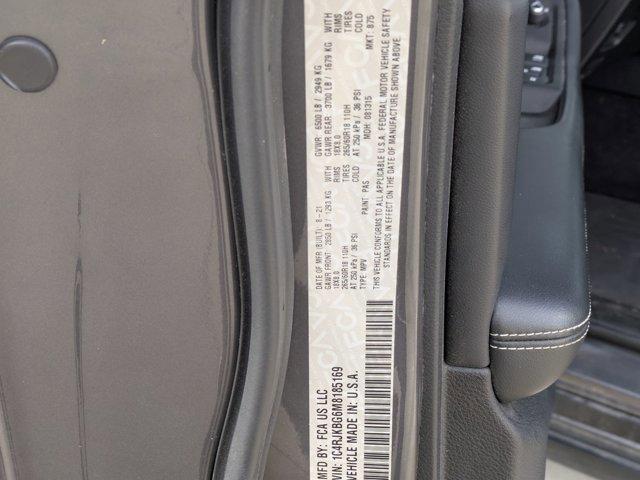 MFD BY: FCA US LLC
DATE OF MFR (BUILT): 8-21
GVWR: 6500 LB / 2949 KG
GAWR FRONT: 2850 LB / 1293 KG WITH
GAWR REAR: 3700 LB / 1679 KG WITH
18X8.0 RIMS
18X8.0 RIMS
265/60R18 110H TIRES
265/60R18 110H TIRES
AT 250 kPa / 36 PSI COLD
AT 250 kPa / 36 PSI COLD
TYPE: MPV
PAINT: PAS
MDH: 081315
MKT: 875
THIS VEHICLE CONFORMS TO ALL APPLICABLE U.S.A. FEDERAL MOTOR VEHICLE SAFETY
STANDARDS IN EFFECT ON THE DATE OF MANUFACTURE SHOWN ABOVE
VIN: 1C4RJKBG6M8185169
VEHICLE MADE IN: U.S.A.